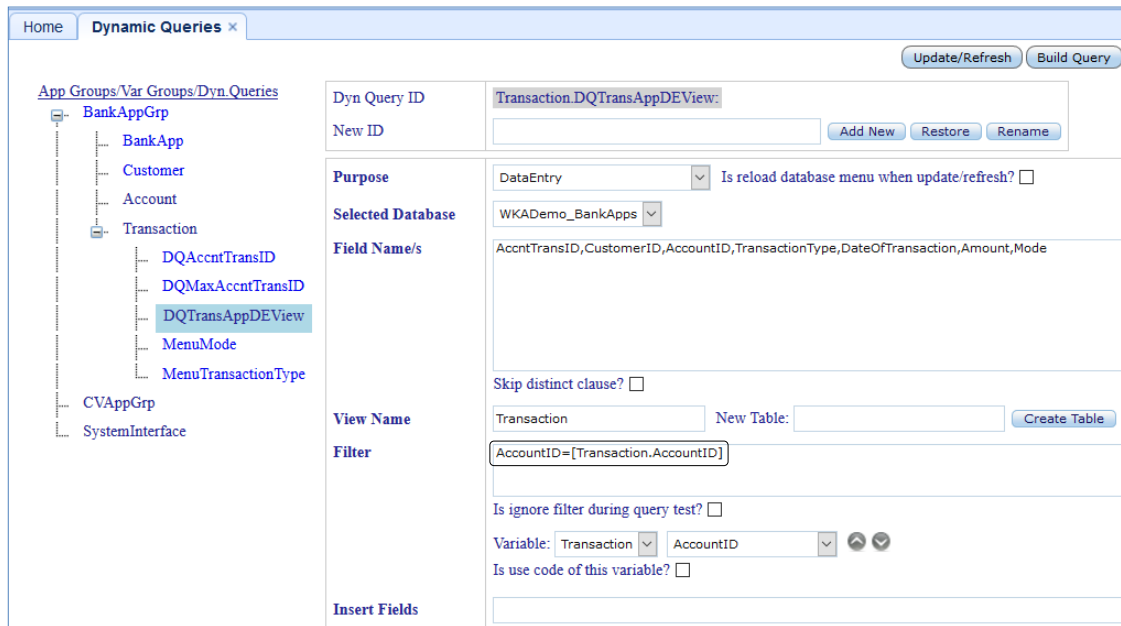 Home
Dynamic Queries ×
Update/Refresh
Build Query
App Groups/Var Groups/Dyn.Queries
BankAppGrp
BankApp
Customer
Account
Transaction
DQAccntTransID
DQMaxAccntTransID
DQTransAppDEView
MenuMode
MenuTransactionType
CVAppGrp
SystemInterface
Dyn Query ID Transaction.DQTransAppDEView:
New ID Add New Restore Rename
Purpose DataEntry Is reload database menu when update/refresh?
Selected Database WKADemo_BankApps
Field Name/s AccntTransID,CustomerID,AccountID,TransactionType,DateOfTransaction,Amount,Mode
Skip distinct clause?
View Name Transaction New Table: Create Table
Filter AccountID=[Transaction.AccountID]
Is ignore filter during query test?
Variable: Transaction AccountID
Is use code of this variable?
Insert Fields